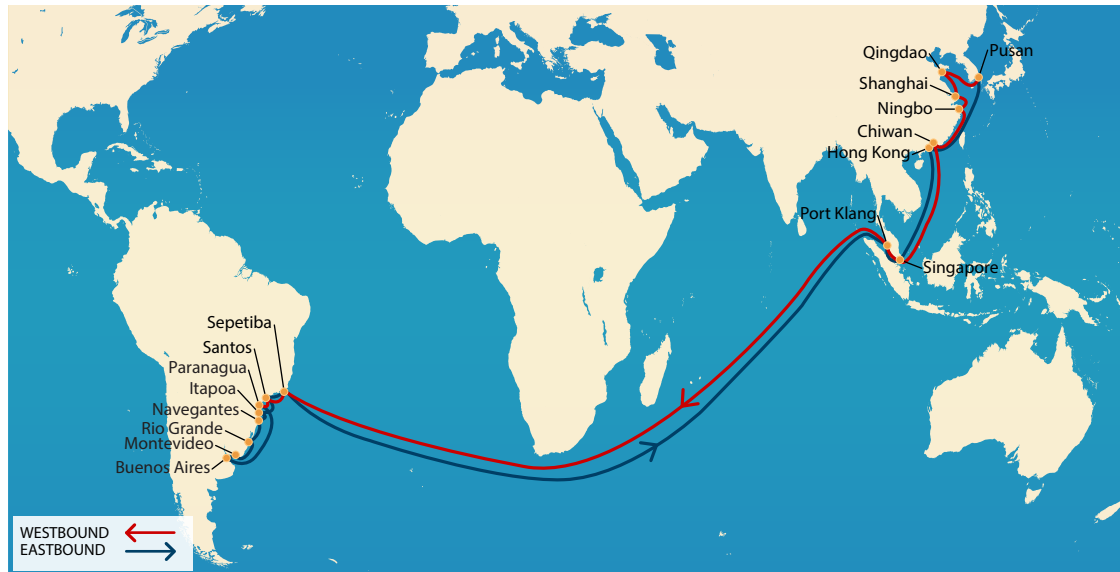 Qingdao
Pusan
Shanghai
Ningbo
Chiwan
Hong Kong
Port Klang
Singapore
Sepetiba
Santos
Paranagua
Itapoa
Navegantes
Rio Grande
Montevideo
Buenos Aires
WESTBOUND
EASTBOUND